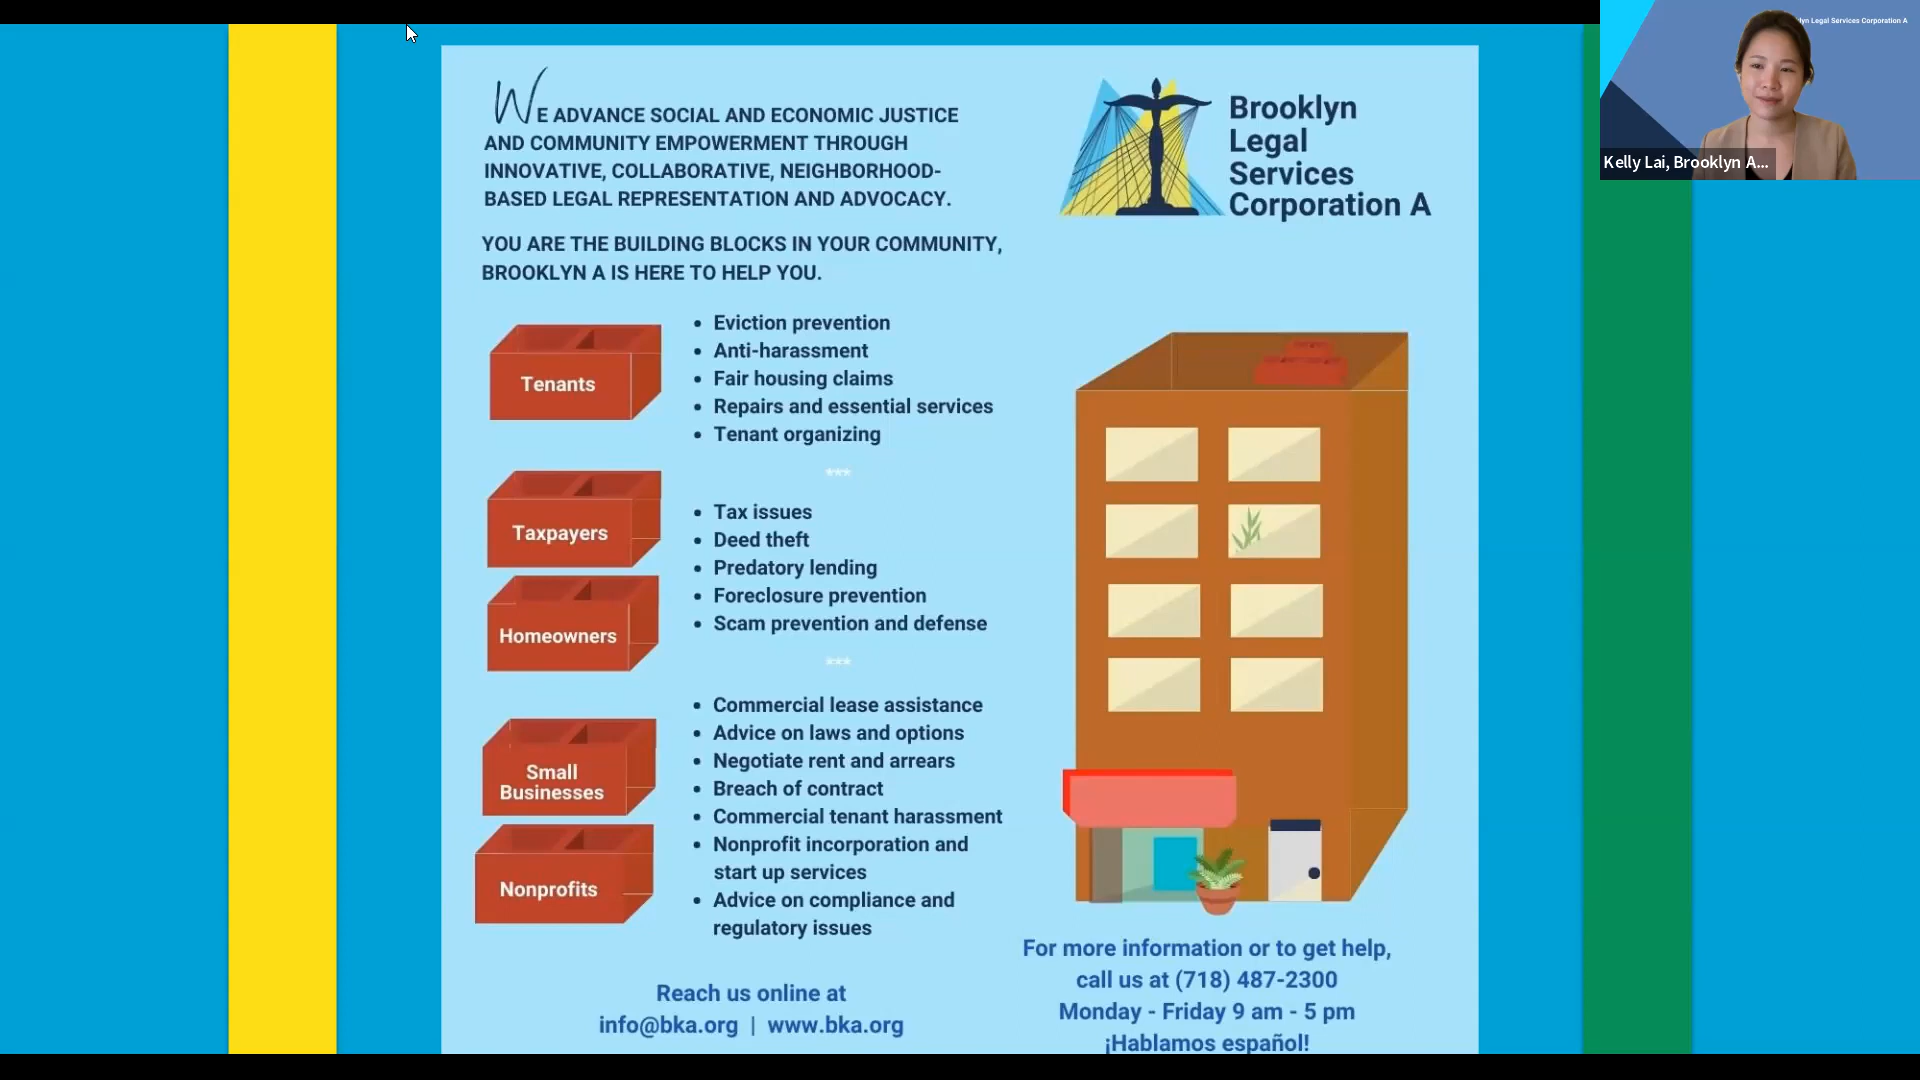 WE ADVANCE SOCIAL AND ECONOMIC JUSTICE
AND COMMUNITY EMPOWERMENT THROUGH
INNOVATIVE, COLLABORATIVE, NEIGHBORHOOD-
BASED LEGAL REPRESENTATION AND ADVOCACY.
YOU ARE THE BUILDING BLOCKS IN YOUR COMMUNITY,
BROOKLYN A IS HERE TO HELP YOU.
Brooklyn
Legal
Services
Corporation A
Tenants
• Eviction prevention
• Anti-harassment
• Fair housing claims
• Repairs and essential services
• Tenant organizing
***
Taxpayers
Homeowners
• Tax issues
• Deed theft
• Predatory lending
• Foreclosure prevention
• Scam prevention and defense
***
Small
Businesses
Nonprofits
• Commercial lease assistance
• Advice on laws and options
• Negotiate rent and arrears
• Breach of contract
• Commercial tenant harassment
• Nonprofit incorporation and
start up services
• Advice on compliance and
regulatory issues
Reach us online at
info@bka.org | www.bka.org
For more information or to get help,
call us at (718) 487-2300
Monday - Friday 9 am - 5 pm
¡Hablamos español!
Legal Services Corporation A
Kelly Lai, Brooklyn A...